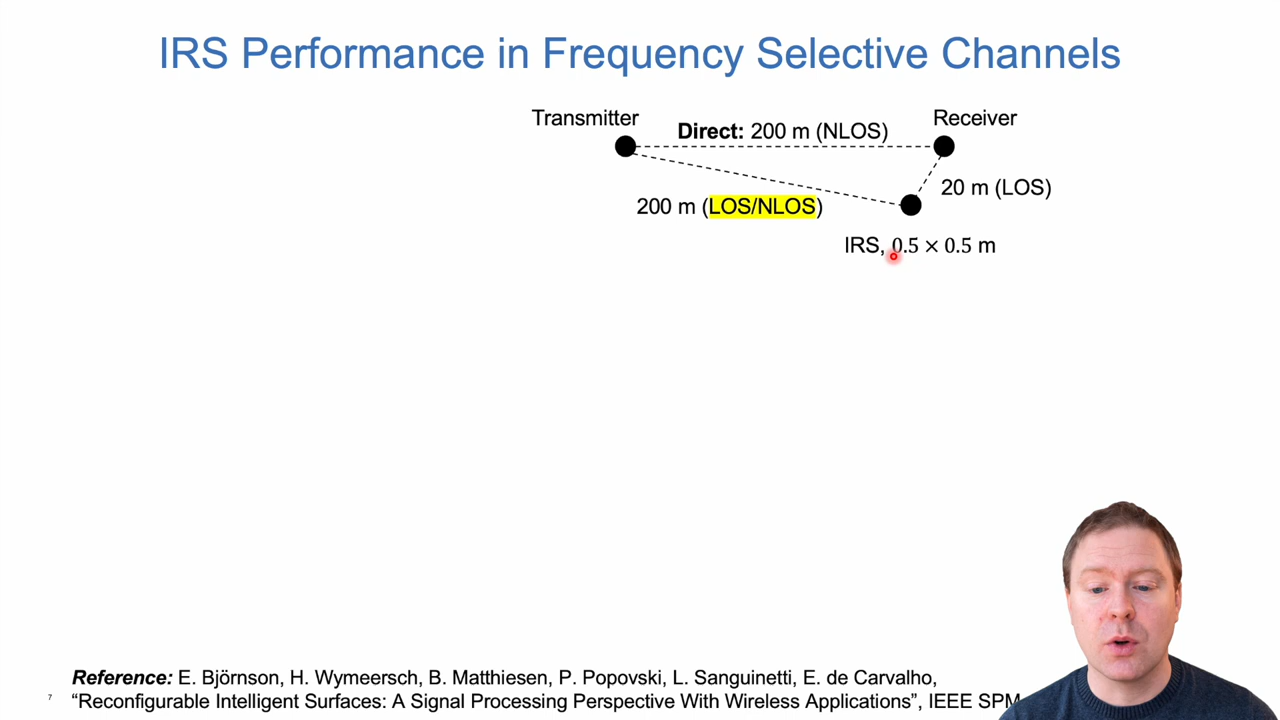 IRS Performance in Frequency Selective Channels
Transmitter
Receiver
Direct: 200 m (NLOS)
20 m (LOS)
200 m (LOS/NLOS)
IRS, 0.5 × 0.5 m
Reference: E. Björnson, H. Wymeersch, B. Matthiesen, P. Popovski, L. Sanguinetti, E. de Carvalho,
7 “Reconfigurable Intelligent Surfaces: A Signal Processing Perspective With Wireless Applications”, IEEE SPM